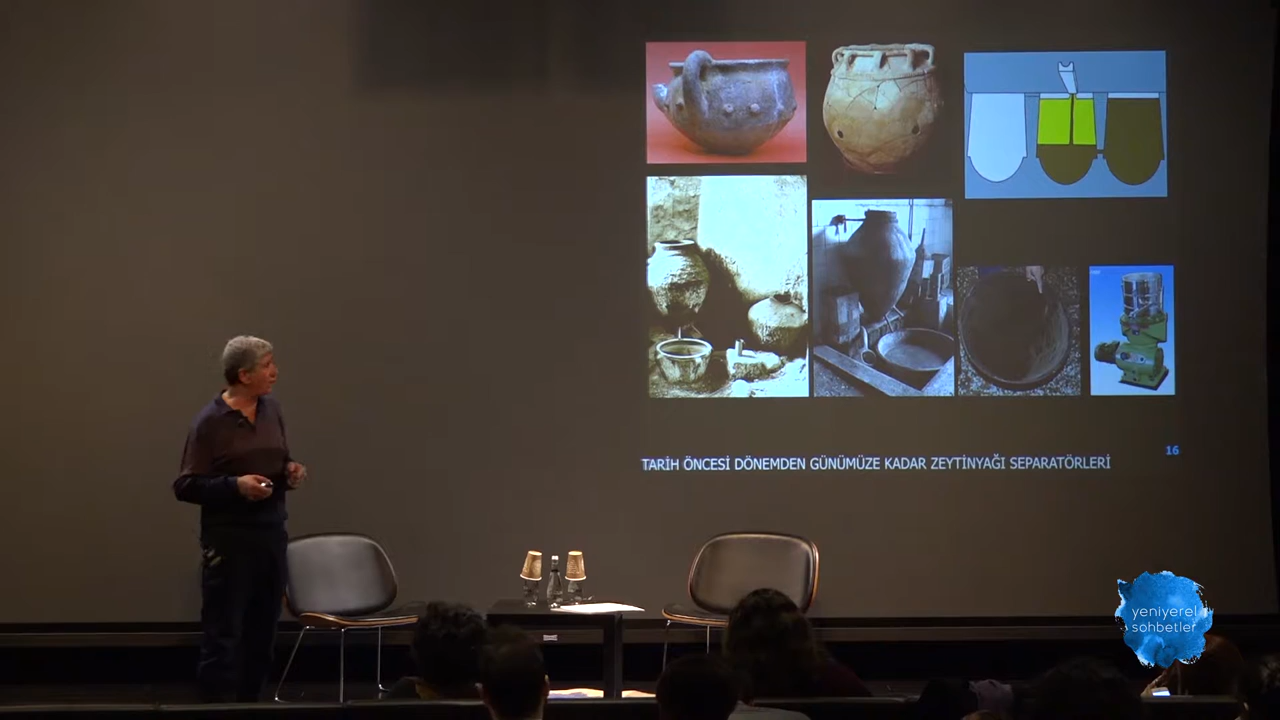 16
TARİH ÖNCESİ DÖNEMDEN GÜNÜMÜZE KADAR ZEYTİNYAĞI SEPARATÖRLERİ
yeniyerel
sohbetler